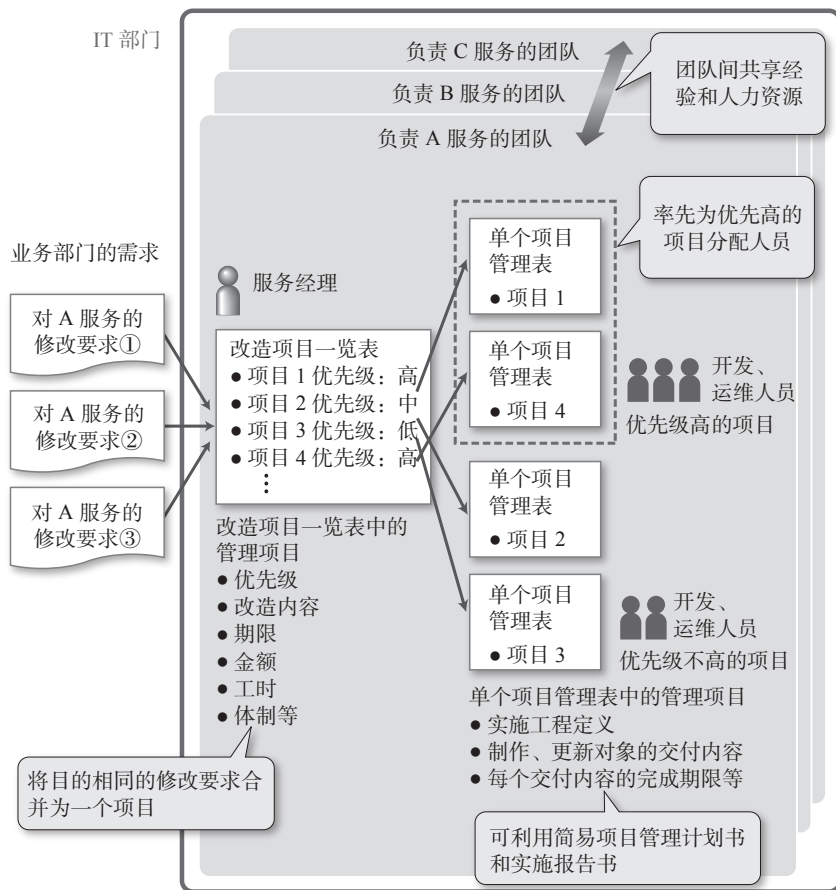 IT 部门
负责 C 服务的团队
负责 B 服务的团队
负责 A 服务的团队
团队间共享经
验和人力资源
率先为优先高的
项目分配人员
业务部门的需求
对 A 服务的
修改要求①
对 A 服务的
修改要求②
对 A 服务的
修改要求③
服务经理
改造项目一览表
● 项目 1 优先级：高
● 项目 2 优先级：中
● 项目 3 优先级：低
● 项目 4 优先级：高
⋮
改造项目一览表中的
管理项目
● 优先级
● 改造内容
● 期限
● 金额
● 工时
● 体制等
将目的相同的修改要求合
并为一个项目
单个项目
管理表
● 项目 1
单个项目
管理表
● 项目 4
开发、
运维人员
优先级高的项目
单个项目
管理表
● 项目 2
单个项目
管理表
● 项目 3
开发、
运维人员
优先级不高的项目
单个项目管理表中的管理项目
● 实施工程定义
● 制作、更新对象的交付内容
● 每个交付内容的完成期限等
可利用简易项目管理计划书
和实施报告书